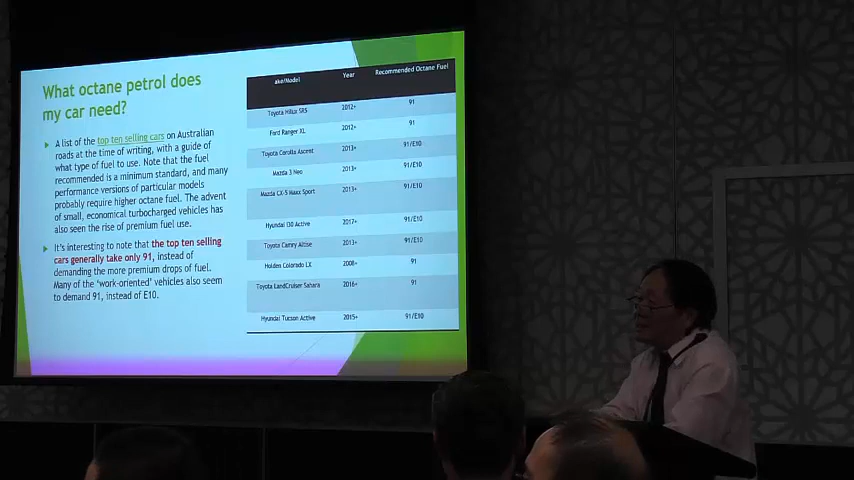 What octane petrol does
my car need?
A list of the top ten selling cars on Australian
roads at the time of writing, with a guide of
what type of fuel to use. Note that the fuel
recommended is a minimum standard, and many
performance versions of particular models
probably require higher octane fuel. The advent
of small, economical turbocharged vehicles has
also seen the rise of premium fuel use.
It's interesting to note that the top ten selling
cars generally take only 91, instead of
demanding the more premium drops of fuel.
Many of the 'work-oriented' vehicles also seem
to demand 91, instead of E10.
ake/Model Year Recommended Octane Fuel
Toyota Hilux SR5 2012+ 91
Ford Ranger XL 2012+ 91
Toyota Corolla Ascent 2013+ 91/E10
Mazda 3 Neo 2013+ 91/E10
Mazda CX-5 Maxx Sport 2013+ 91/E10
Hyundai i30 Active 2017+ 91/E10
Toyota Camry Altise 2013+ 91/E10
Holden Colorado LX 2008+ 91
Toyota LandCruiser Sahara 2016+ 91
Hyundai Tucson Active 2015+ 91/E10